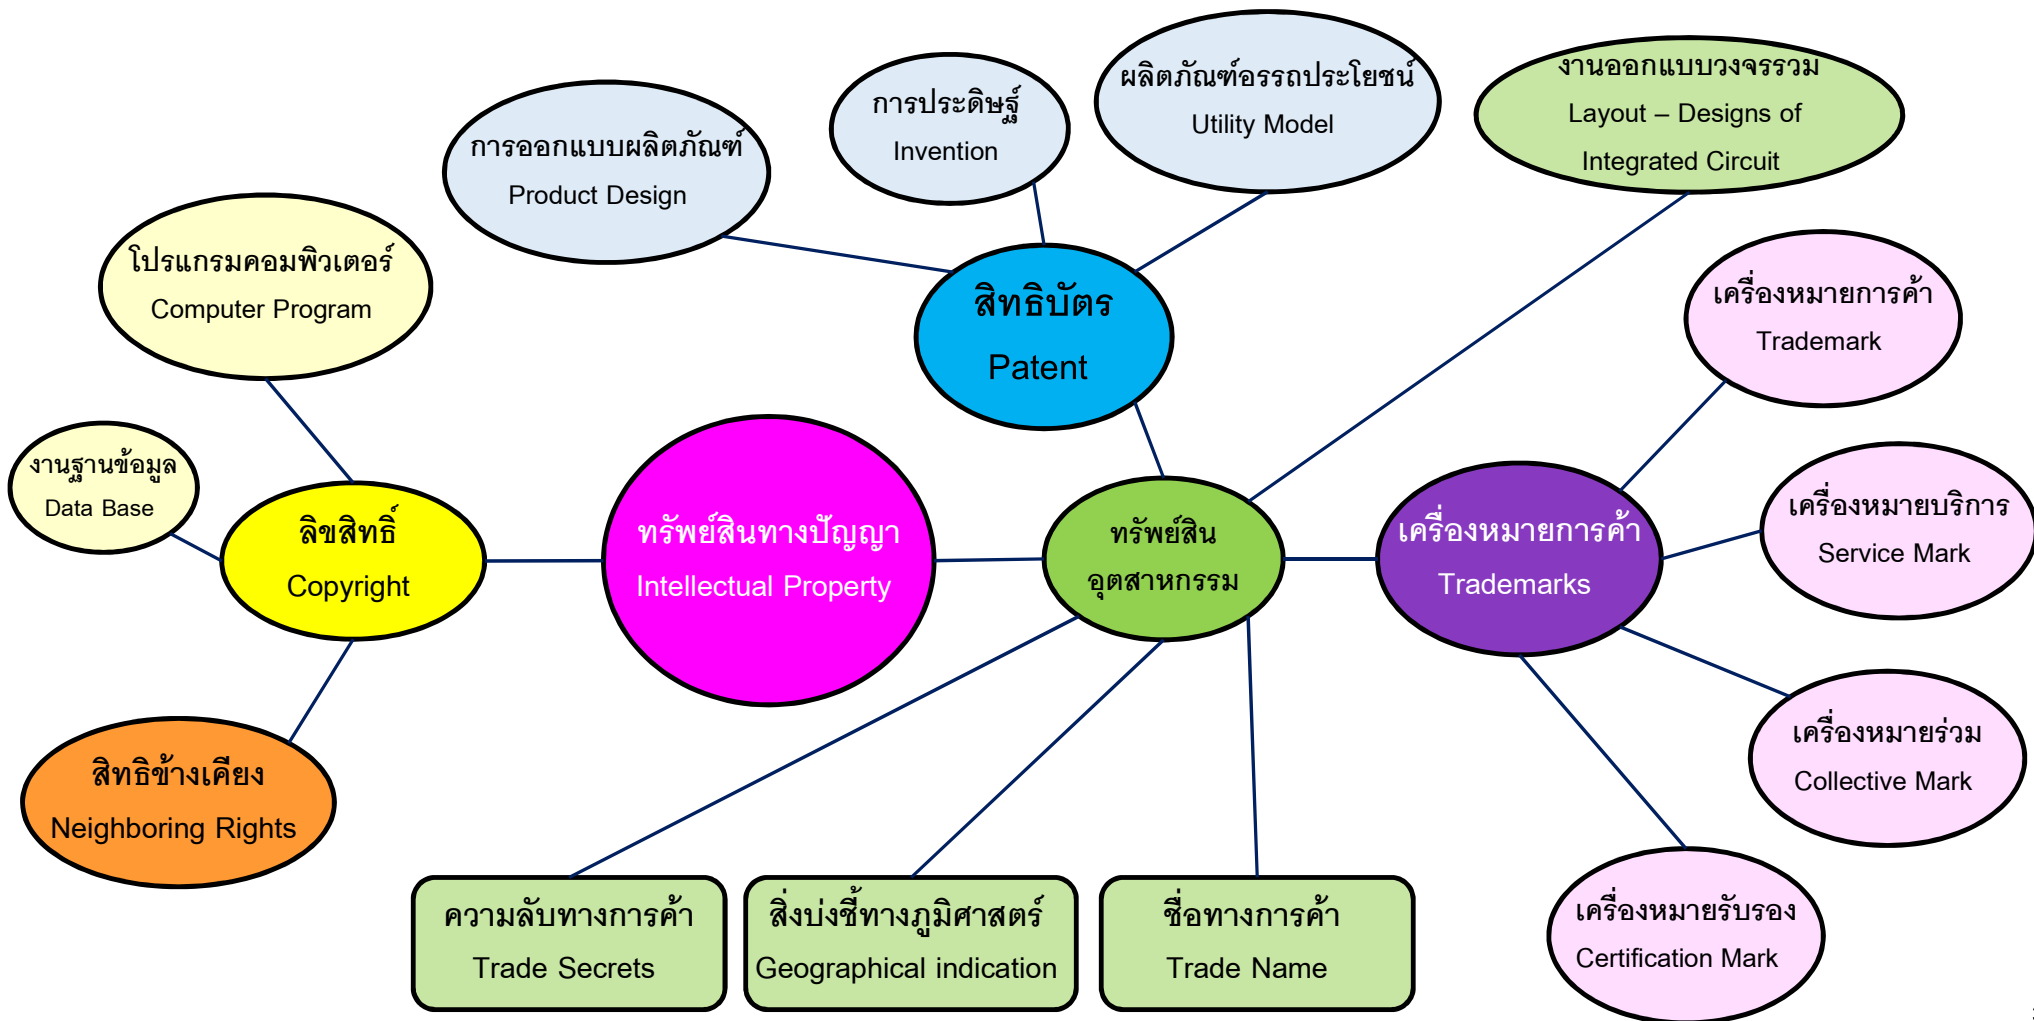 ผลิตภัณฑ์อรรถประโยชน์
Utility Model
งานออกแบบวงจรรวม
Layout – Designs of
Integrated Circuit
การประดิษฐ์
Invention
การออกแบบผลิตภัณฑ์
Product Design
โปรแกรมคอมพิวเตอร์
Computer Program
สิทธิบัตร
Patent
เครื่องหมายการค้า
Trademark
งานฐานข้อมูล
Data Base
ลิขสิทธิ์
Copyright
ทรัพย์สินทางปัญญา
Intellectual Property
ทรัพย์สิน
อุตสาหกรรม
เครื่องหมายการค้า
Trademarks
เครื่องหมายบริการ
Service Mark
สิทธิข้างเคียง
Neighboring Rights
เครื่องหมายร่วม
Collective Mark
ความลับทางการค้า
Trade Secrets
สิ่งบ่งชี้ทางภูมิศาสตร์
Geographical indication
ชื่อทางการค้า
Trade Name
เครื่องหมายรับรอง
Certification Mark